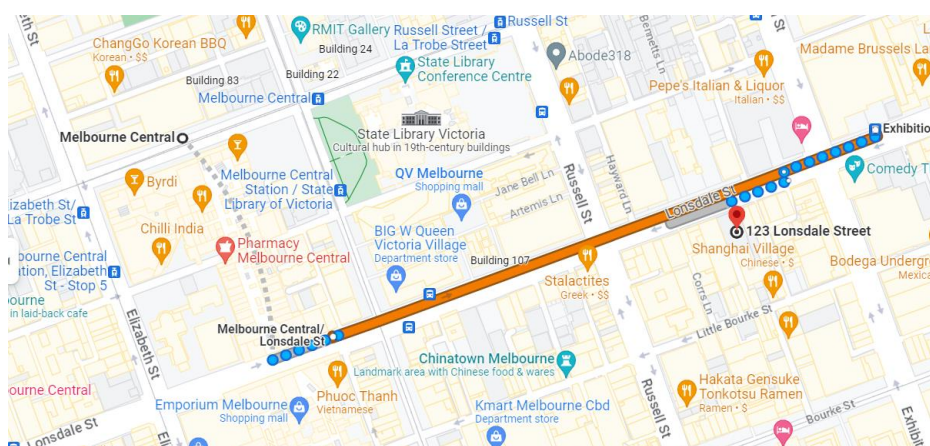 ChangGo Korean BBQ
Korean • $$
RMIT Gallery
Building 24
Russell Street /
La Trobe Street
Russell St
Abode318
Madame Brussels La
Building 83
Building 22
State Library
Conference Centre
Melbourne Central
Pepe's Italian & Liquor
Italian • $$
Melbourne Central
State Library Victoria
Cultural hub in 19th-century buildings
Exhibitio
Byrdi
Melbourne Central
Station / State
Library of Victoria
QV Melbourne
Shopping mall
Jane Bell Ln
Artemis Ln
Russell St
Hayward Ln
Comedy T
lizabeth St/
La Trobe St
Chilli India
Lonsdale St
123 Lonsdale Street
Pharmacy
Melbourne Central
BIG W Queen
Victoria Village
Department store
Building 107
Shanghai Village
Chinese • $
bourne Central
tion, Elizabeth
St - Stop 5
Stalactites
Greek • $$
Corrs Ln
Bodega Underg
Mexica
ourne
in laid-back cafe
Elizabeth St
Melbourne Central/
Lonsdale St
Little Bourke St
Chinatown Melbourne
Landmark area with Chinese food & wares
Phuoc Thanh
Vietnamese
Hakata Gensuke
Tonkotsu Ramen
Ramen • $
ourne Central
Emporium Melbourne
Shopping mall
Kmart Melbourne Cbd
Department store
Russell St
Bourke St
Lonsdale St
Exhib